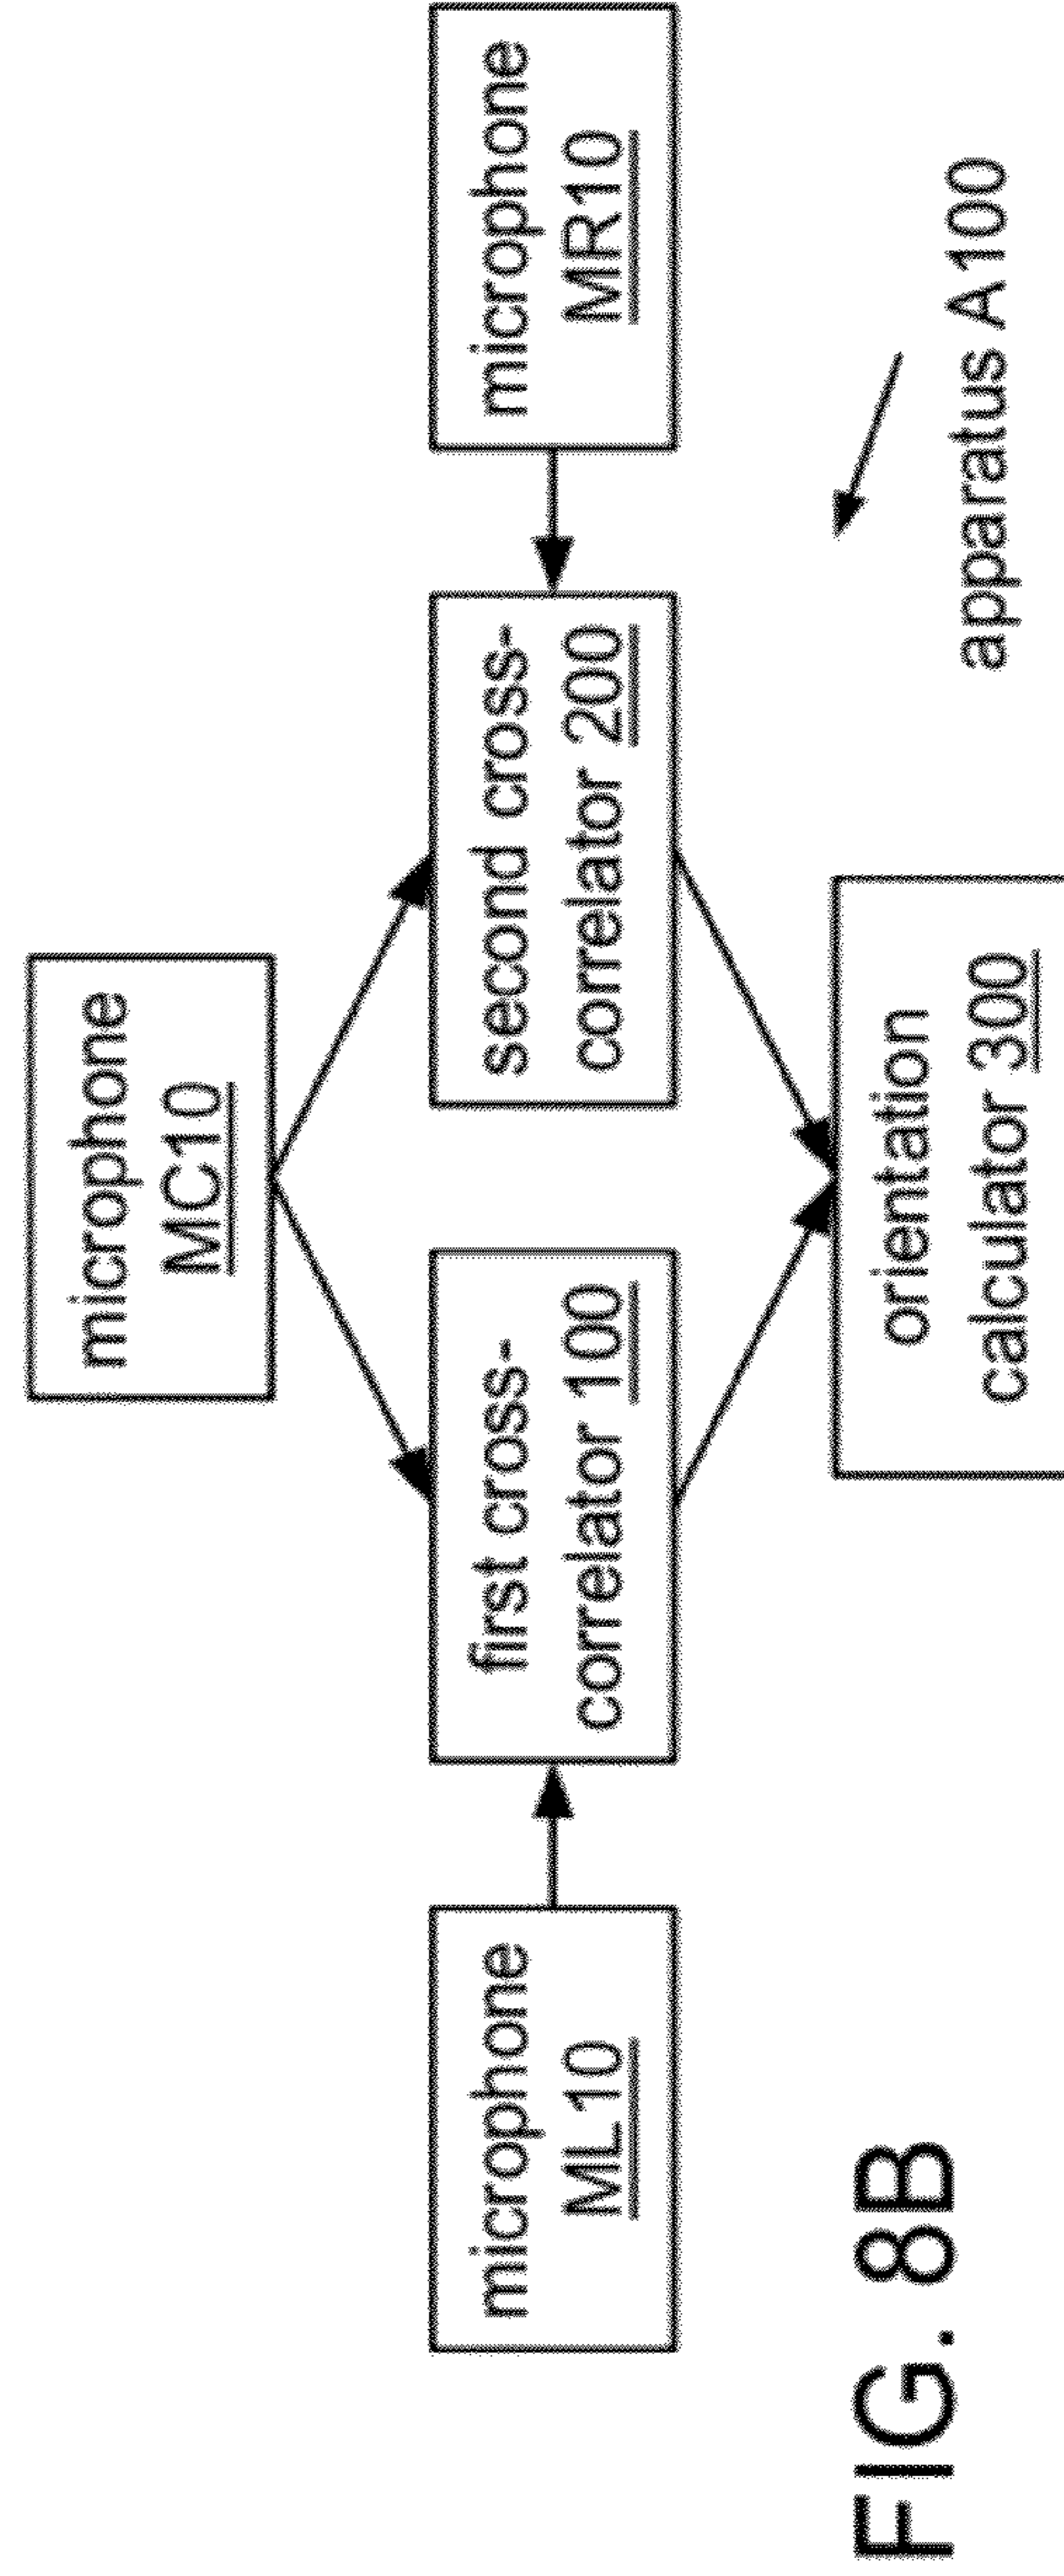 microphone
MC10
microphone
ML10
first cross-
correlator 100
second cross-
correlator 200
microphone
MR10
orientation
calculator 300
apparatus A100
FIG. 8B